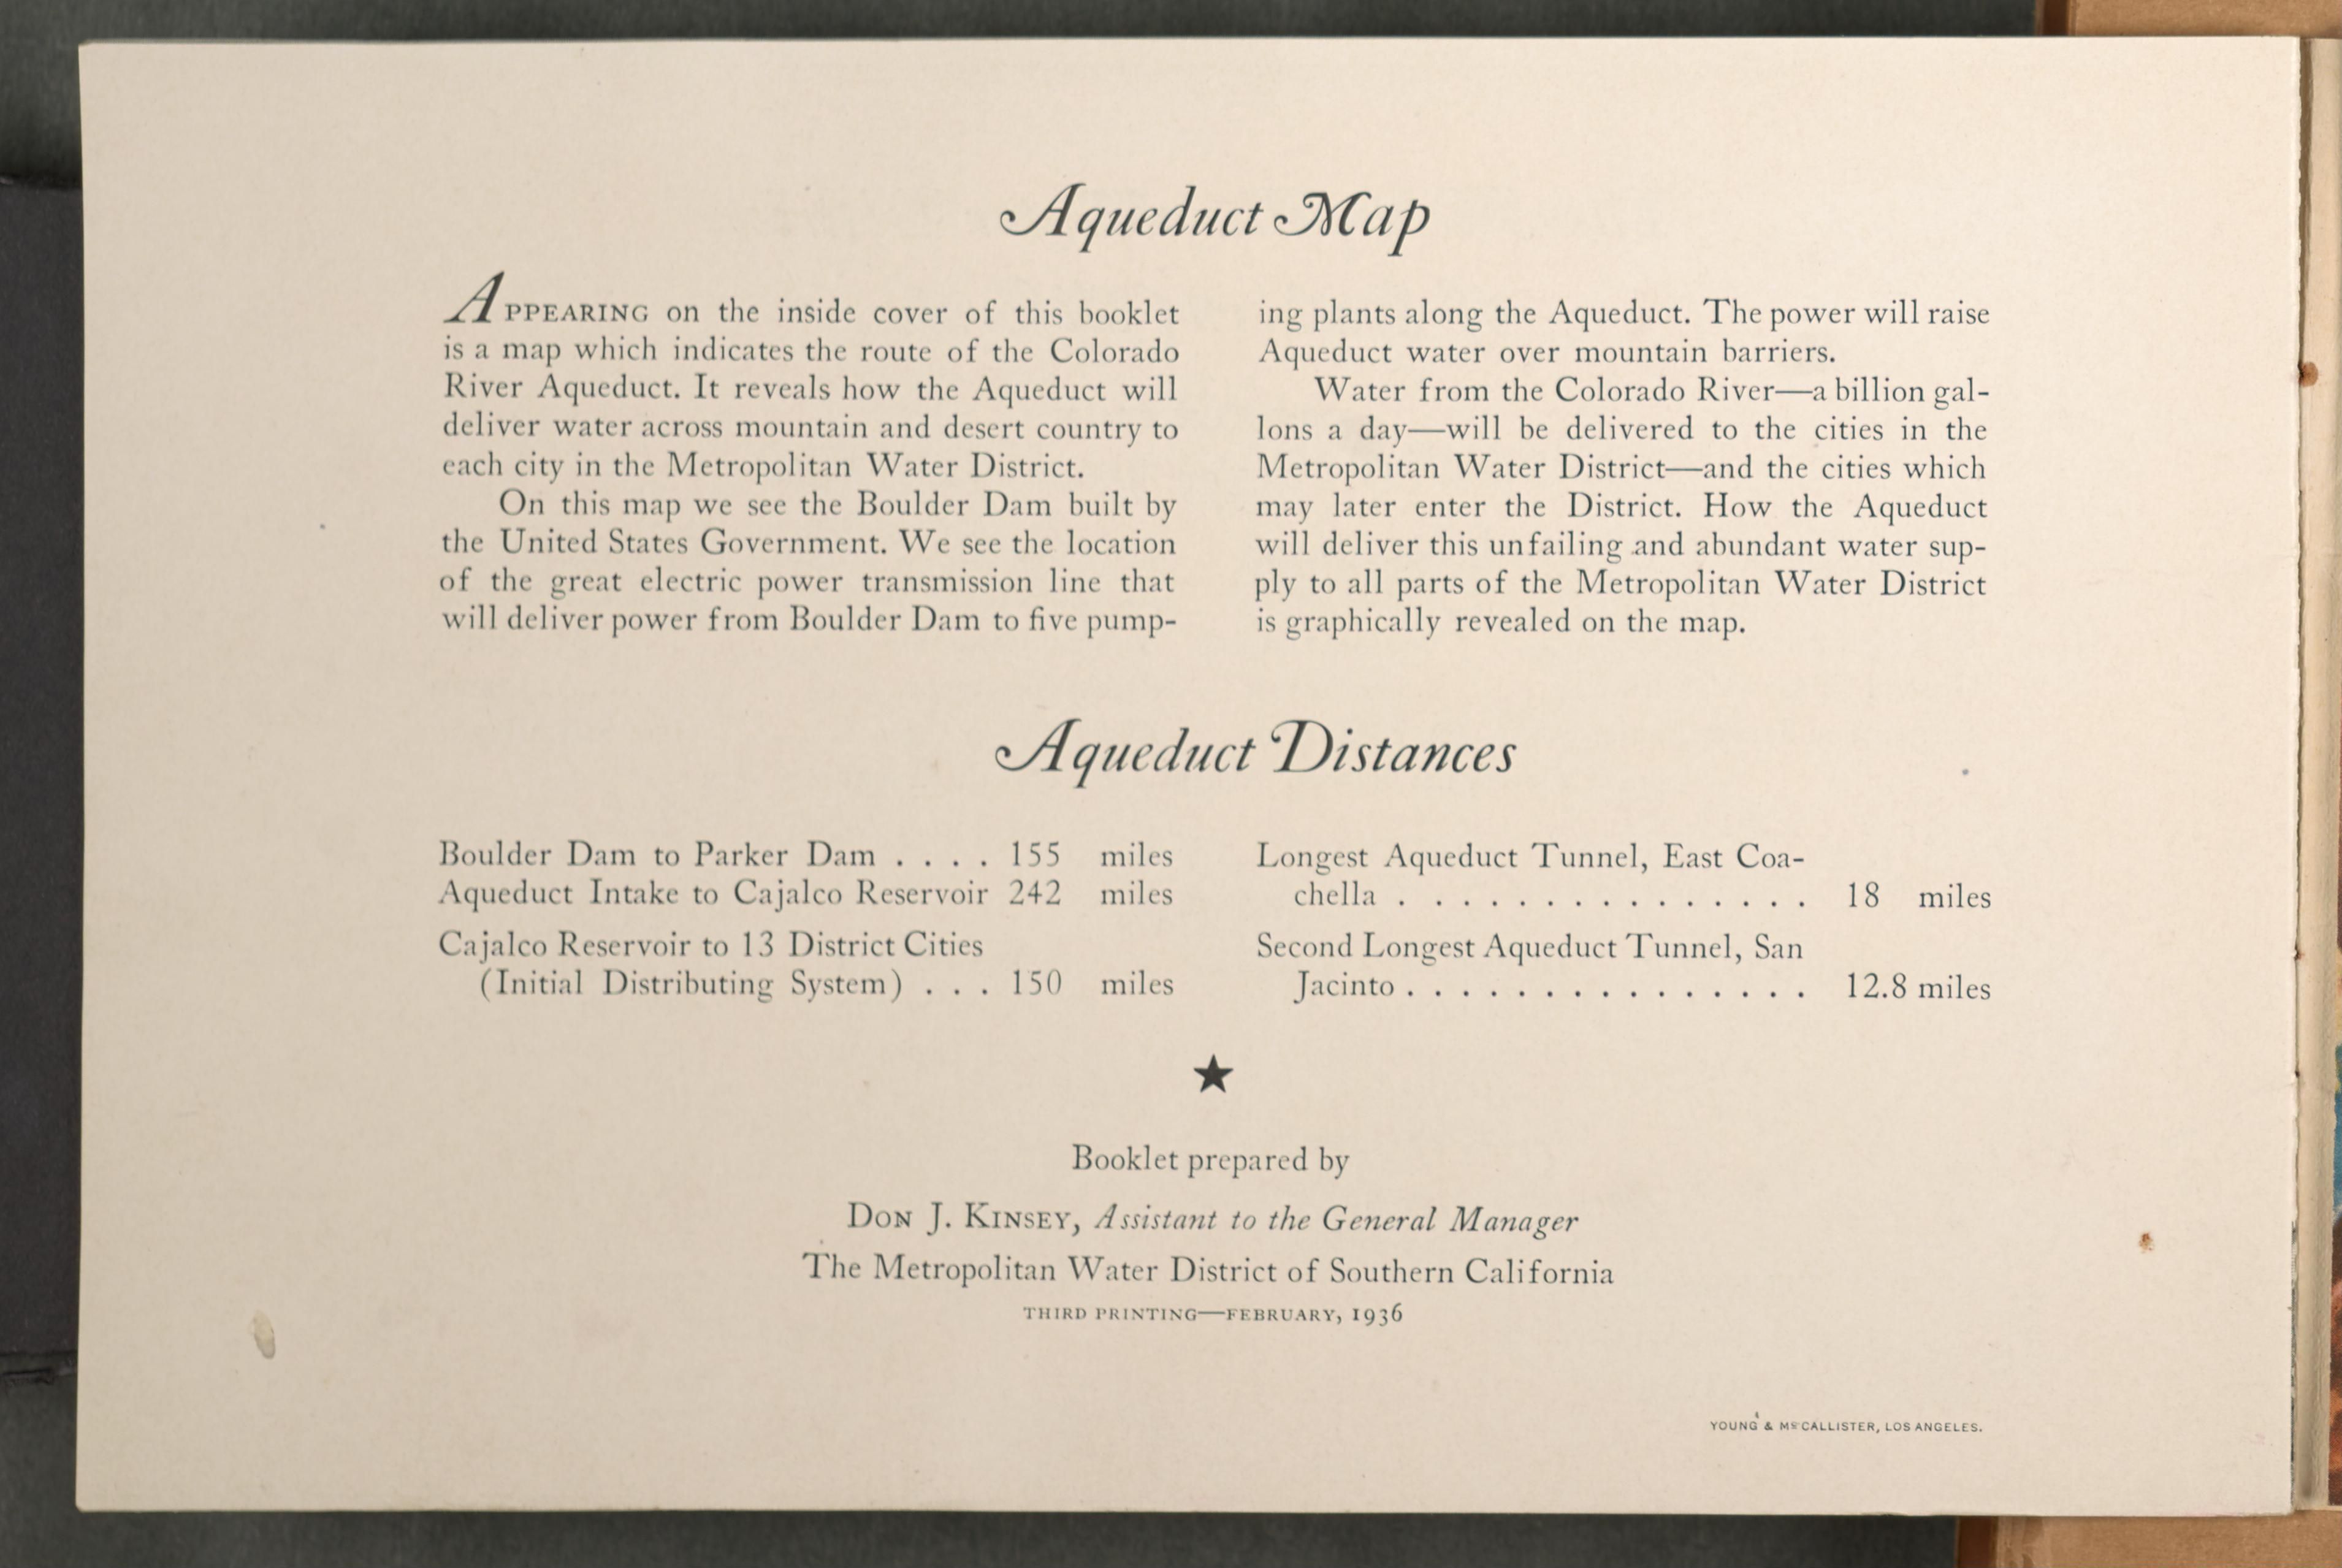 Aqueduct Map
APPEARING on the inside cover of this booklet
is a map which indicates the route of the Colorado
River Aqueduct. It reveals how the Aqueduct will
deliver water across mountain and desert country to
each city in the Metropolitan Water District.
On this map we see the Boulder Dam built by
the United States Government. We see the location
of the great electric power transmission line that
will deliver power from Boulder Dam to five pump-
ing plants along the Aqueduct. The power will raise
Aqueduct water over mountain barriers.
Water from the Colorado River—a billion gal-
lons a day—will be delivered to the cities in the
Metropolitan Water District—and the cities which
may later enter the District. How the Aqueduct
will deliver this unfailing and abundant water sup-
ply to all parts of the Metropolitan Water District
is graphically revealed on the map.
Aqueduct Distances
Boulder Dam to Parker Dam . . . . 155 miles
Aqueduct Intake to Cajalco Reservoir 242 miles
Cajalco Reservoir to 13 District Cities
(Initial Distributing System) . . . 150 miles
Longest Aqueduct Tunnel, East Coa-
chella . . . . . . . . . . . . . . . 18 miles
Second Longest Aqueduct Tunnel, San
Jacinto . . . . . . . . . . . . . . . 12.8 miles
★
Booklet prepared by
DON J. KINSEY, Assistant to the General Manager
The Metropolitan Water District of Southern California
THIRD PRINTING—FEBRUARY, 1936
YOUNG & McCALLISTER, LOS ANGELES.